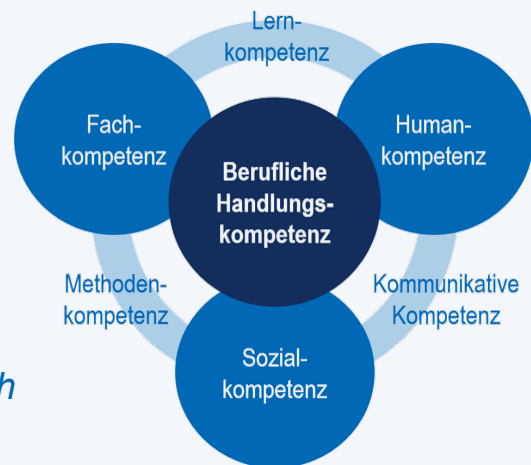 Lern-
kompetenz
Fach-
kompetenz
Human-
kompetenz
Berufliche
Handlungs-
kompetenz
Methoden-
kompetenz
Kommunikative
Kompetenz
Sozial-
kompetenz
h